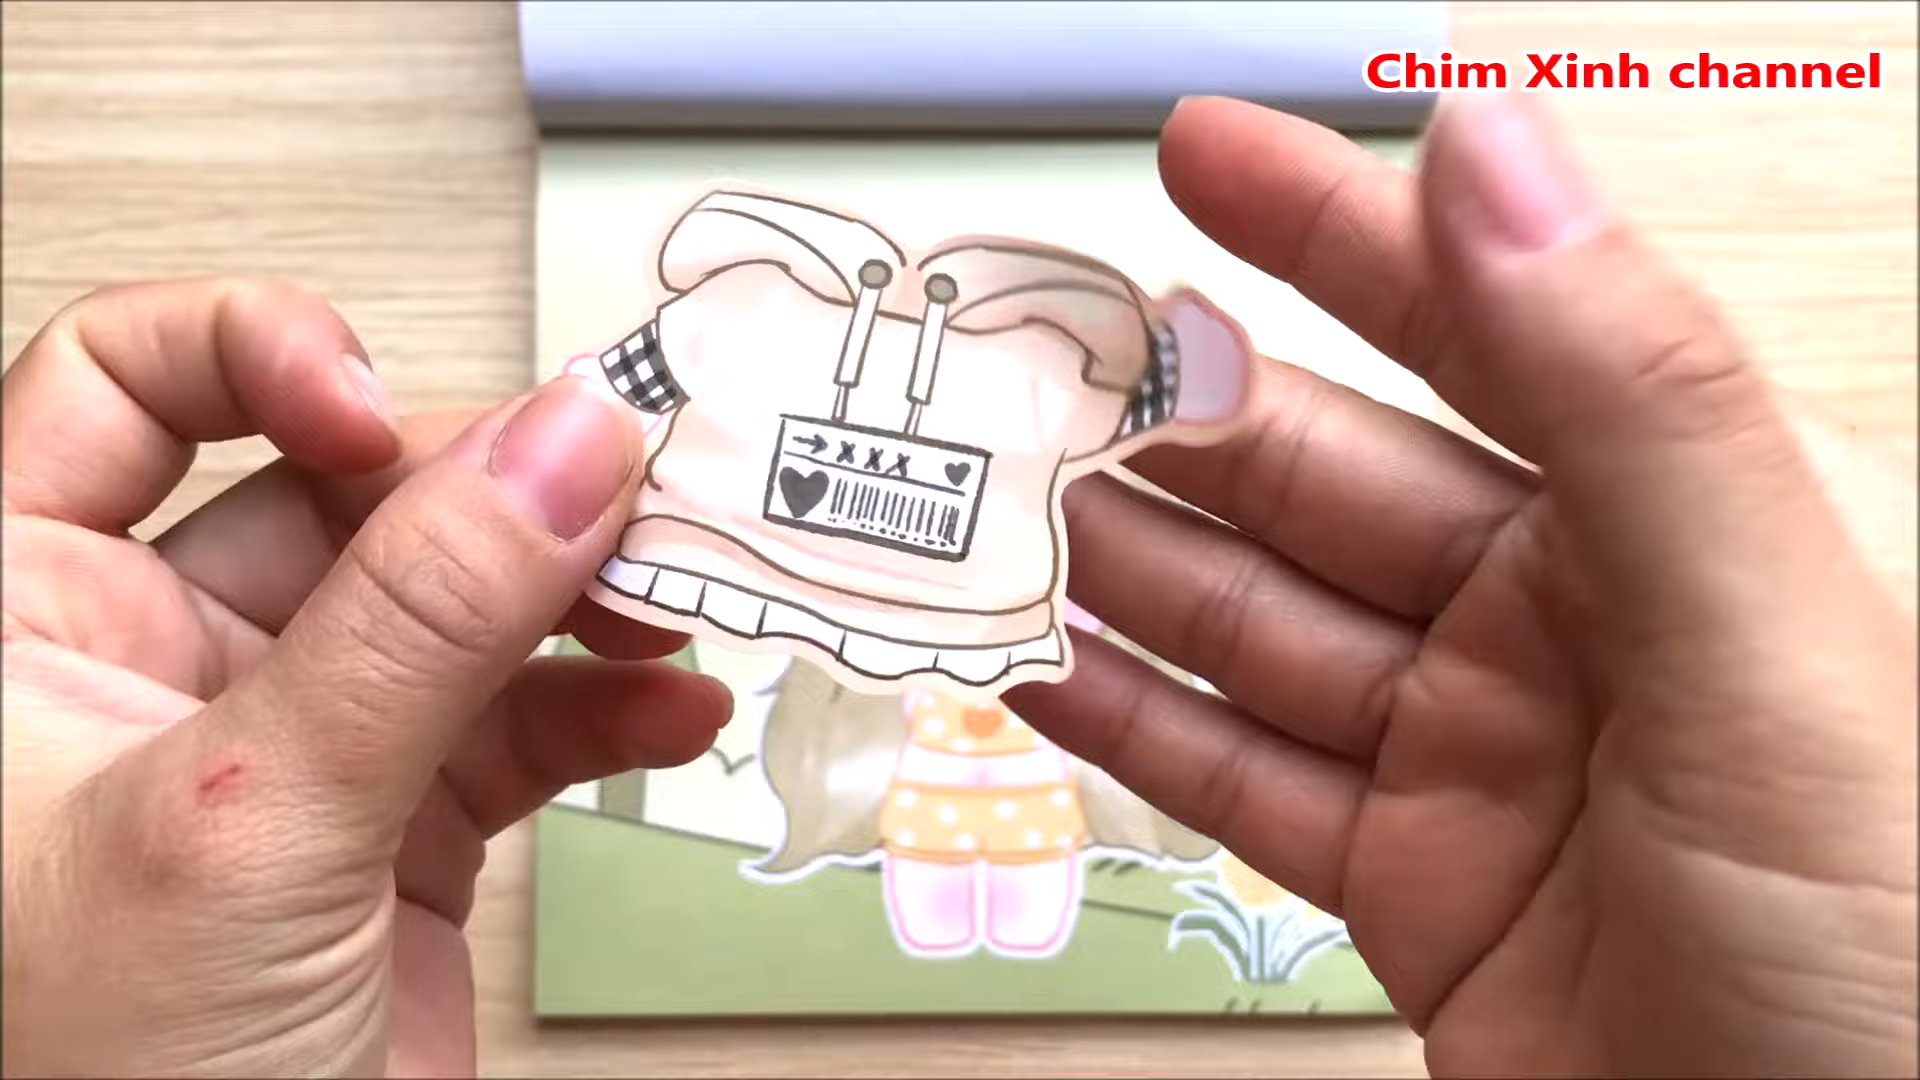 Chim Xinh channel
→ x x x